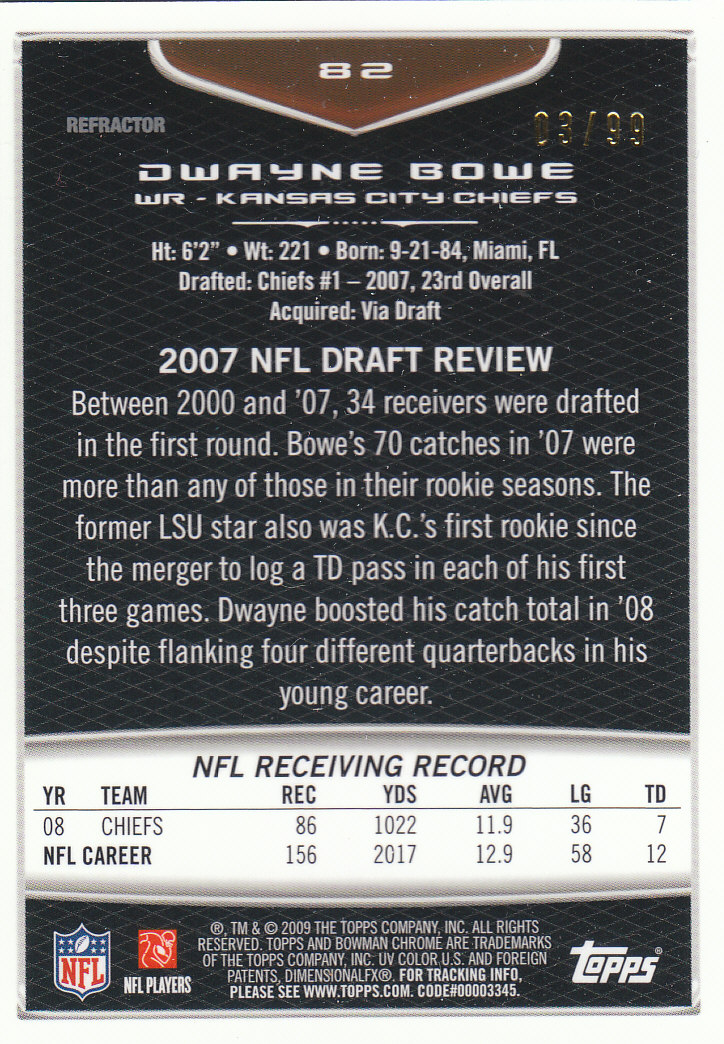 82
REFRACTOR
03/99
DWAYNE BOWE
WR - KANSAS CITY CHIEFS
Ht: 6'2" • Wt: 221 • Born: 9-21-84, Miami, FL
Drafted: Chiefs #1 – 2007, 23rd Overall
Acquired: Via Draft
2007 NFL DRAFT REVIEW
Between 2000 and '07, 34 receivers were drafted
in the first round. Bowe's 70 catches in '07 were
more than any of those in their rookie seasons. The
former LSU star also was K.C.'s first rookie since
the merger to log a TD pass in each of his first
three games. Dwayne boosted his catch total in '08
despite flanking four different quarterbacks in his
young career.
NFL RECEIVING RECORD
YR TEAM REC YDS AVG LG TD
08 CHIEFS 86 1022 11.9 36 7
NFL CAREER 156 2017 12.9 58 12
NFL
NFL PLAYERS
®, TM & © 2009 THE TOPPS COMPANY, INC. ALL RIGHTS
RESERVED. TOPPS AND BOWMAN CHROME ARE TRADEMARKS
OF THE TOPPS COMPANY, INC. UV COLOR U.S. AND FOREIGN
PATENTS, DIMENSIONALFX®. FOR TRACKING INFO,
PLEASE SEE WWW.TOPPS.COM. CODE#00003345.
topps®